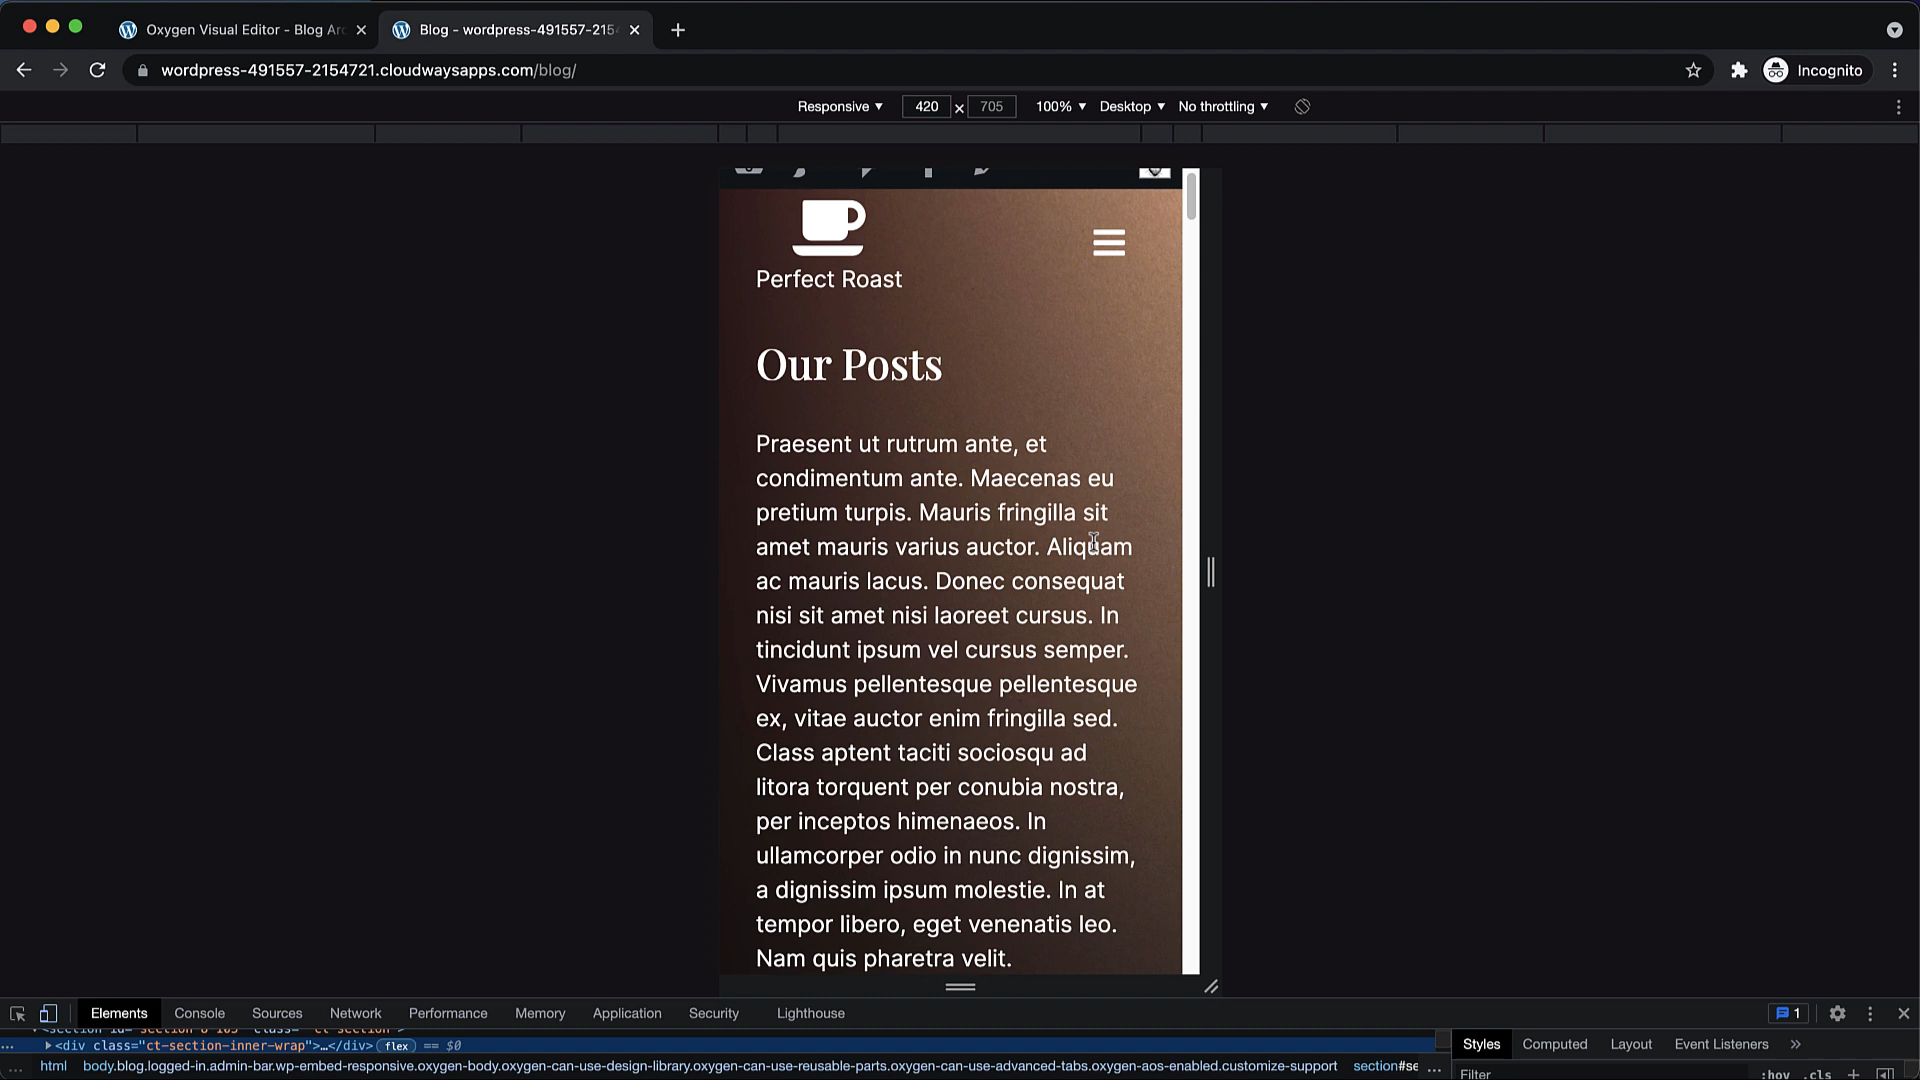 Oxygen Visual Editor - Blog Arc
Blog - wordpress-491557-215
wordpress-491557-2154721.cloudwaysapps.com/blog/
Incognito
Responsive
420 × 705
100%
Desktop
No throttling
Perfect Roast
Our Posts
Praesent ut rutrum ante, et
condimentum ante. Maecenas eu
pretium turpis. Mauris fringilla sit
amet mauris varius auctor. Aliquam
ac mauris lacus. Donec consequat
nisi sit amet nisi laoreet cursus. In
tincidunt ipsum vel cursus semper.
Vivamus pellentesque pellentesque
ex, vitae auctor enim fringilla sed.
Class aptent taciti sociosqu ad
litora torquent per conubia nostra,
per inceptos himenaeos. In
ullamcorper odio in nunc dignissim,
a dignissim ipsum molestie. In at
tempor libero, eget venenatis leo.
Nam quis pharetra velit.
Elements Console Sources Network Performance Memory Application Security Lighthouse
1
<div class="ct-section-inner-wrap">…</div> flex == $0
Styles Computed Layout Event Listeners »
... html body.blog.logged-in.admin-bar.wp-embed-responsive.oxygen-body.oxygen-can-use-design-library.oxygen-can-use-reusable-parts.oxygen-can-use-advanced-tabs.oxygen-aos-enabled.customize-support section#se ...
Filter :hov .cls +